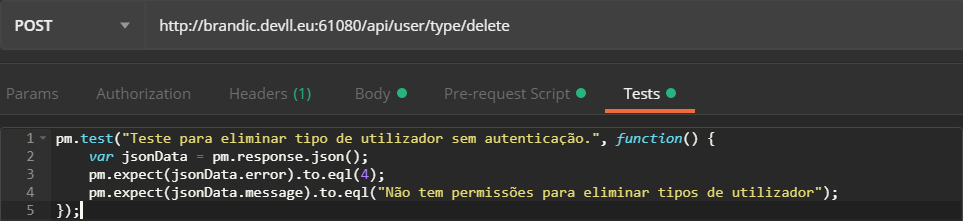 POST http://brandic.devll.eu:61080/api/user/type/delete
Params Authorization Headers (1) Body Pre-request Script Tests
1 pm.test("Teste para eliminar tipo de utilizador sem autenticação.", function() {
2 var jsonData = pm.response.json();
3 pm.expect(jsonData.error).to.eql(4);
4 pm.expect(jsonData.message).to.eql("Não tem permissões para eliminar tipos de utilizador");
5 });